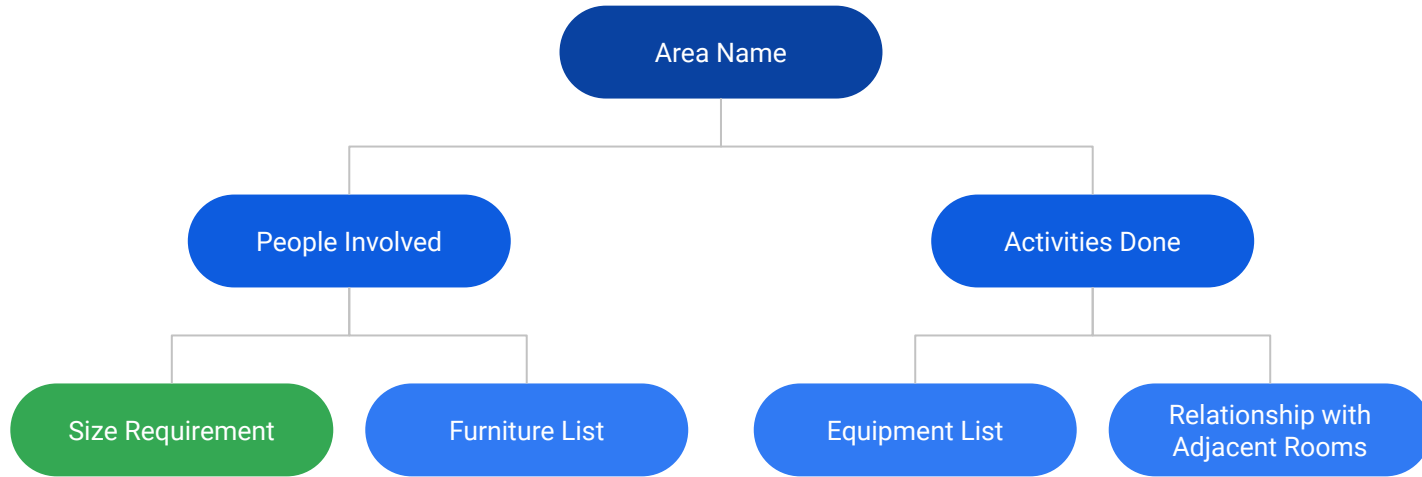 Area Name
People Involved
Activities Done
Size Requirement
Furniture List
Equipment List
Relationship with
Adjacent Rooms